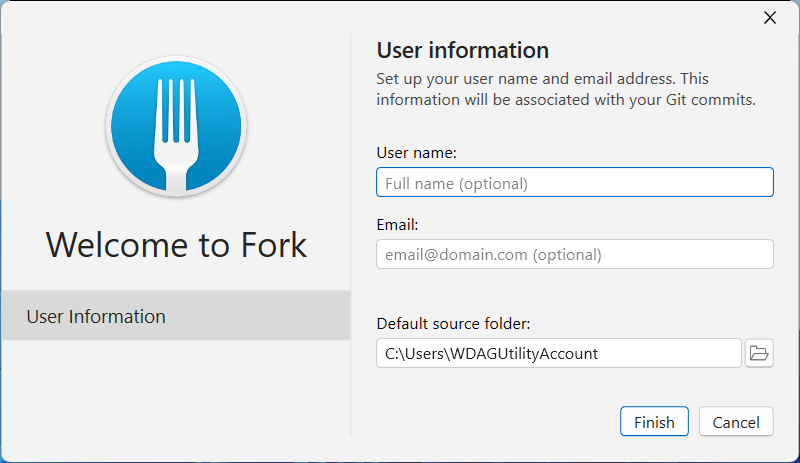 Welcome to Fork
User Information
User information
Set up your user name and email address. This
information will be associated with your Git commits.
User name:
Full name (optional)
Email:
email@domain.com (optional)
Default source folder:
C:\Users\WDAGUtilityAccount
Finish
Cancel